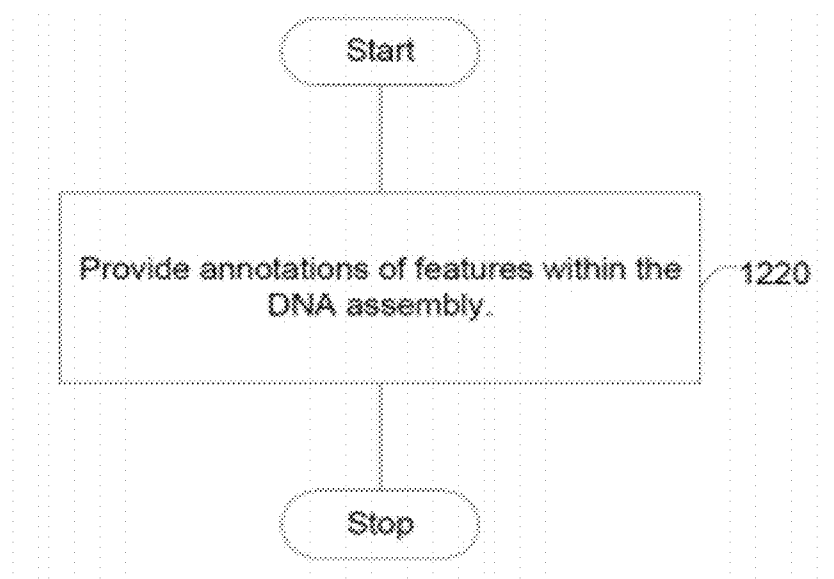 Start
Provide annotations of features within the
DNA assembly.
1220
Stop